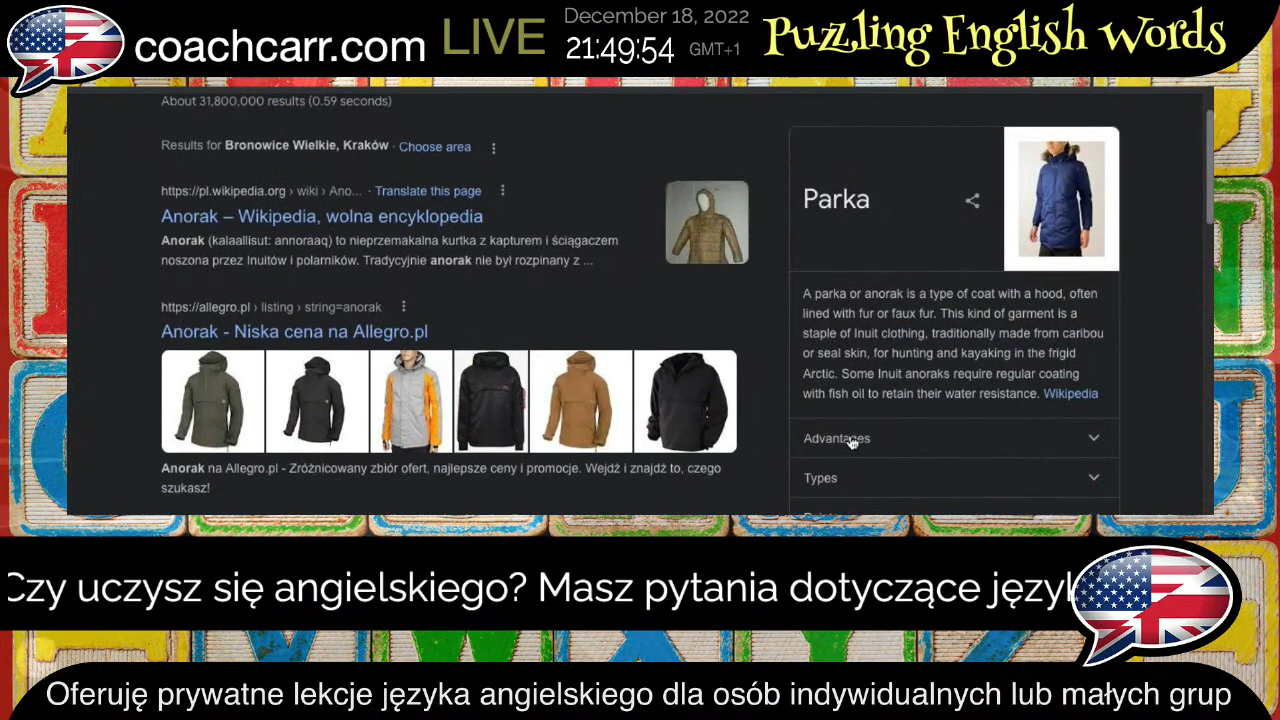 coachcarr.com
LIVE
December 18, 2022
21:49:54 GMT+1
Puzzling English Words
About 31,800,000 results (0.59 seconds)
Results for Bronowice Wielkie, Kraków · Choose area
https://pl.wikipedia.org › wiki › Ano... · Translate this page
Anorak – Wikipedia, wolna encyklopedia
Anorak (kalaallisut: annoraaq) to nieprzemakalna kurtka z kapturem i ściągaczem
noszona przez Inuitów i polarników. Tradycyjnie anorak nie był rozpinany z ...
https://allegro.pl › listing › string=anorak
Anorak - Niska cena na Allegro.pl
Anorak na Allegro.pl - Zróżnicowany zbiór ofert, najlepsze ceny i promocje. Wejdź i znajdź to, czego
szukasz!
Parka
A parka or anorak is a type of coat with a hood, often
lined with fur or faux fur. This kind of garment is a
staple of Inuit clothing, traditionally made from caribou
or seal skin, for hunting and kayaking in the frigid
Arctic. Some Inuit anoraks require regular coating
with fish oil to retain their water resistance. Wikipedia
Advantages
Types
Czy uczysz się angielskiego? Masz pytania dotyczące język
Oferuję prywatne lekcje języka angielskiego dla osób indywidualnych lub małych grup